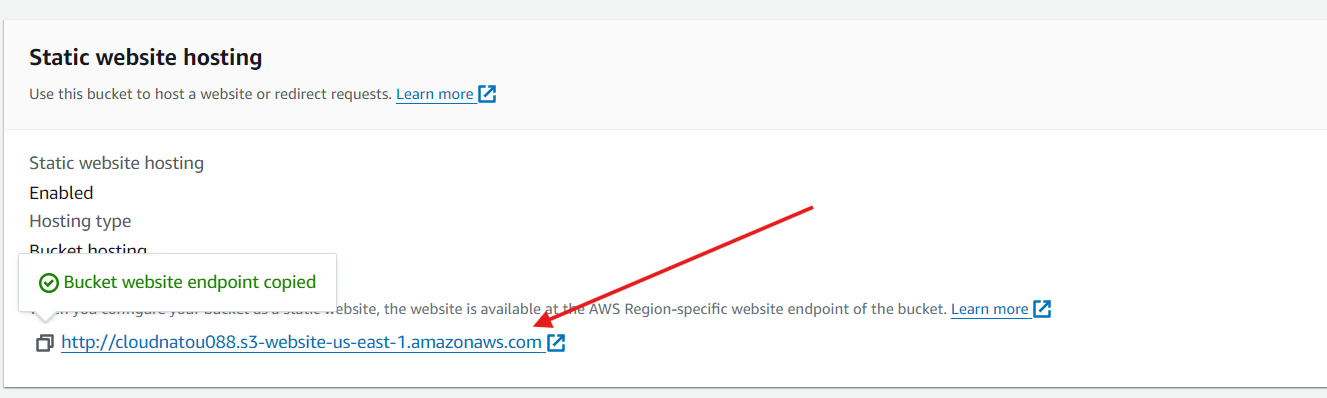 Static website hosting
Use this bucket to host a website or redirect requests. Learn more
Static website hosting
Enabled
Hosting type
Bucket hosting
Bucket website endpoint copied
you configure your bucket as a static website, the website is available at the AWS Region-specific website endpoint of the bucket. Learn more
http://cloudnatou088.s3-website-us-east-1.amazonaws.com